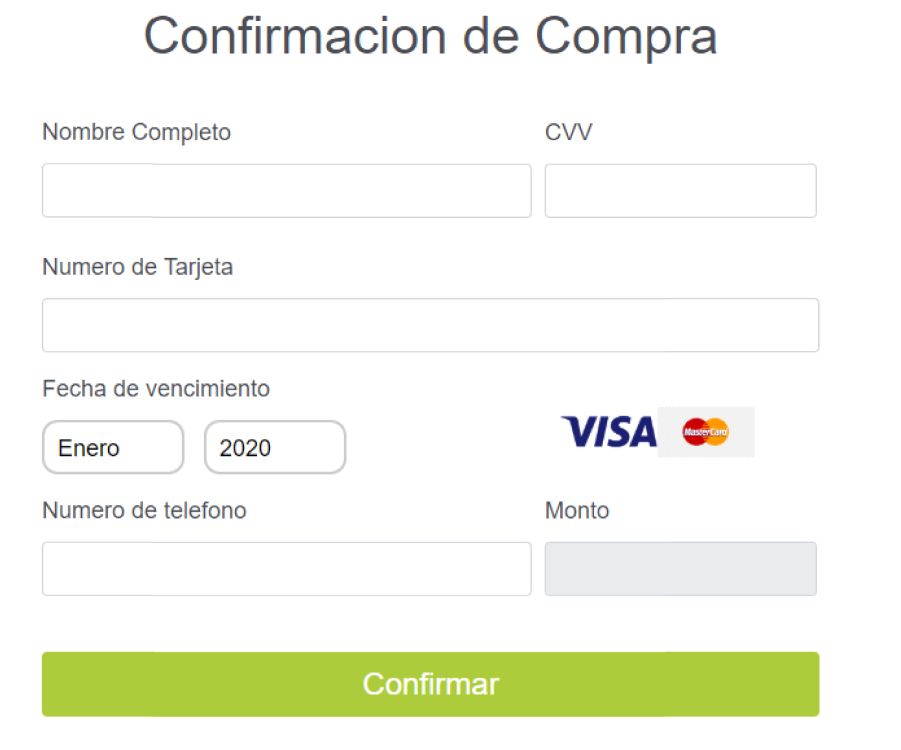 Confirmacion de Compra
Nombre Completo CVV
Numero de Tarjeta
Fecha de vencimiento
Enero 2020 VISA MasterCard
Numero de telefono Monto
Confirmar